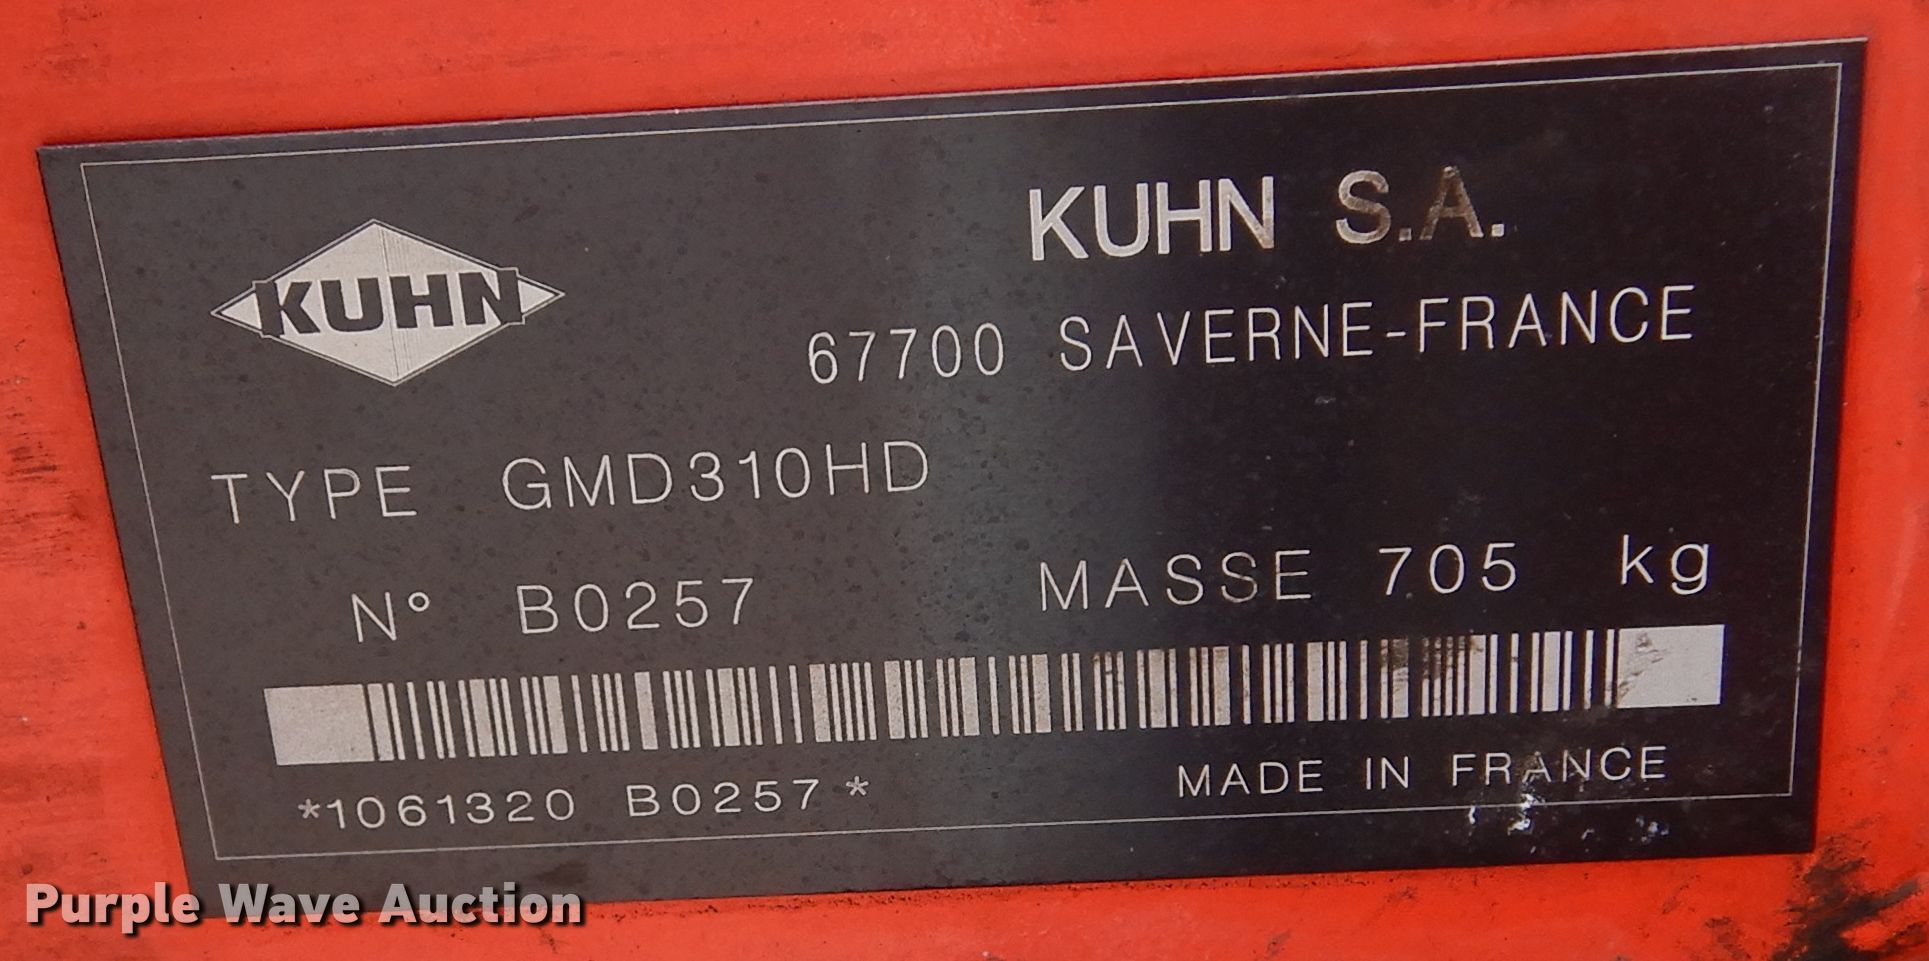 KUHN
KUHN S.A.
67700 SAVERNE-FRANCE
TYPE GMD310HD
N° B0257 MASSE 705 kg
*1061320 B0257*
MADE IN FRANCE
Purple Wave Auction